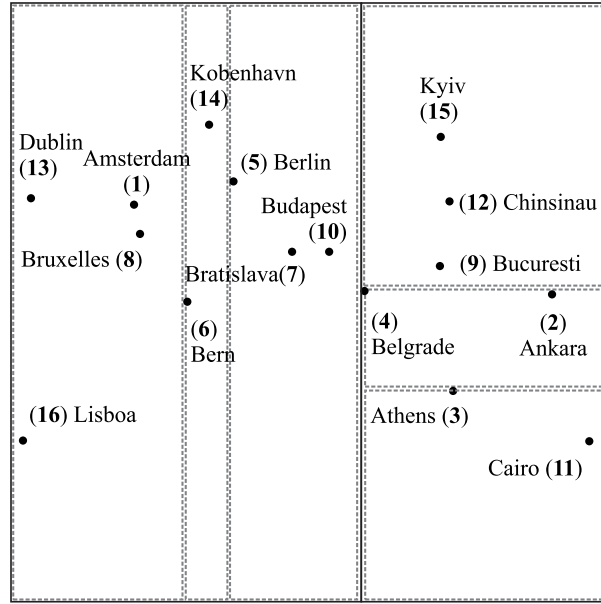 Kobenhavn
(14)
Kyiv
(15)
Dublin
(13)
Amsterdam
(1)
(5) Berlin
Budapest
(10)
(12) Chinsinau
Bruxelles (8)
Bratislava(7)
(9) Bucuresti
(6)
Bern
(4)
Belgrade
(2)
Ankara
(16) Lisboa
Athens (3)
Cairo (11)